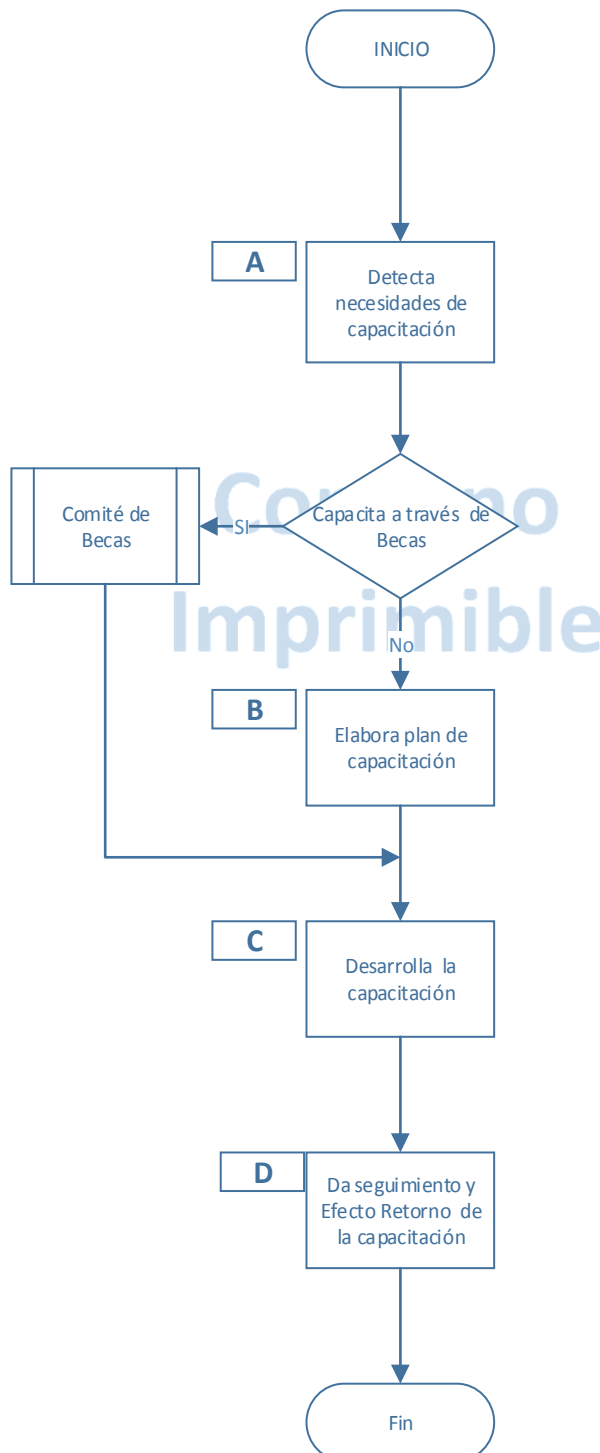 INICIO
A
Detecta
necesidades de
capacitación
Capacita a través de
Becas
SI
Comité de
Becas
Imprimible
No
B
Elabora plan de
capacitación
C
Desarrolla la
capacitación
D
Da seguimiento y
Efecto Retorno de
la capacitación
Fin